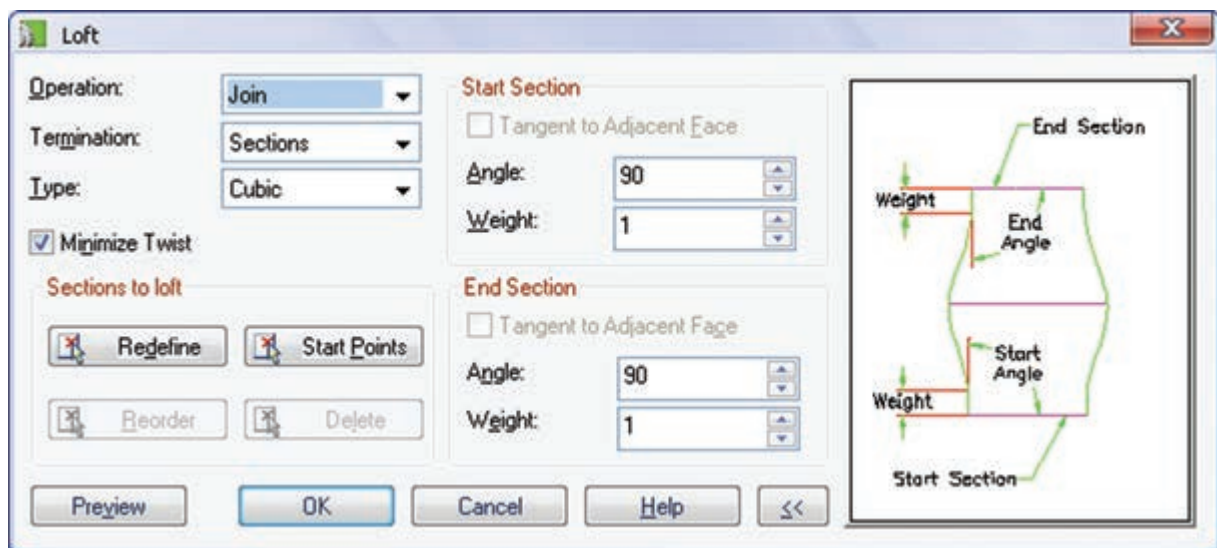 Loft
Operation:
Join
Termination:
Sections
Type:
Cubic
Minimize Twist
Sections to loft
Redefine
Start Points
Reorder
Delete
Start Section
Tangent to Adjacent Face
Angle:
90
Weight:
1
End Section
Tangent to Adjacent Face
Angle:
90
Weight:
1
End Section
Weight
End
Angle
Start
Angle
Weight
Start Section
Preview
OK
Cancel
Help
<<